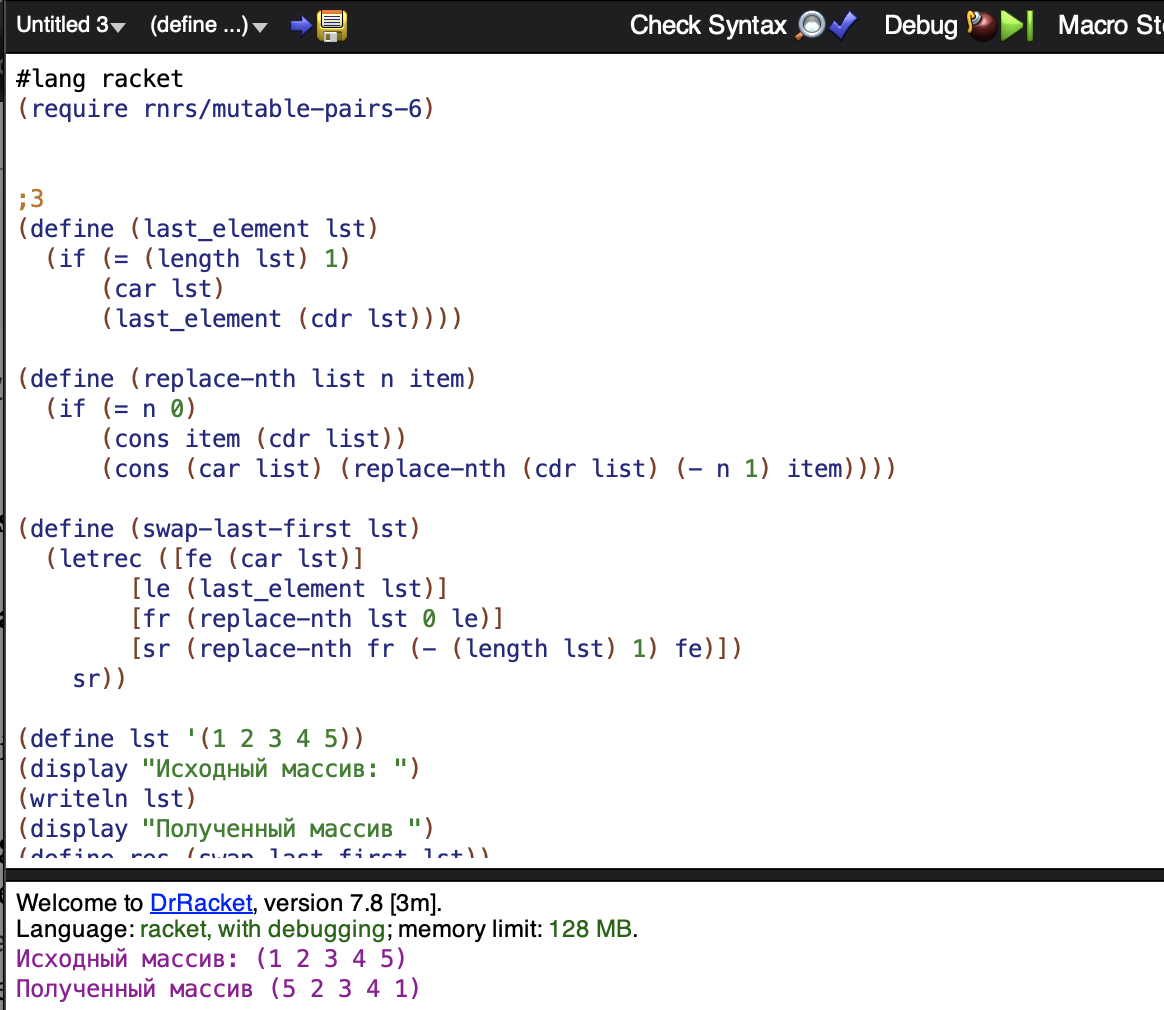 Untitled 3 (define ...) Check Syntax Debug Macro St
#lang racket
(require rnrs/mutable-pairs-6)
;3
(define (last_element lst)
(if (= (length lst) 1)
(car lst)
(last_element (cdr lst))))
(define (replace-nth list n item)
(if (= n 0)
(cons item (cdr list))
(cons (car list) (replace-nth (cdr list) (- n 1) item))))
(define (swap-last-first lst)
(letrec ([fe (car lst)]
[le (last_element lst)]
[fr (replace-nth lst 0 le)]
[sr (replace-nth fr (- (length lst) 1) fe)])
sr))
(define lst '(1 2 3 4 5))
(display "Исходный массив: ")
(writeln lst)
(display "Полученный массив ")
(define res (swap-last-first lst))
Welcome to DrRacket, version 7.8 [3m].
Language: racket, with debugging; memory limit: 128 MB.
Исходный массив: (1 2 3 4 5)
Полученный массив (5 2 3 4 1)